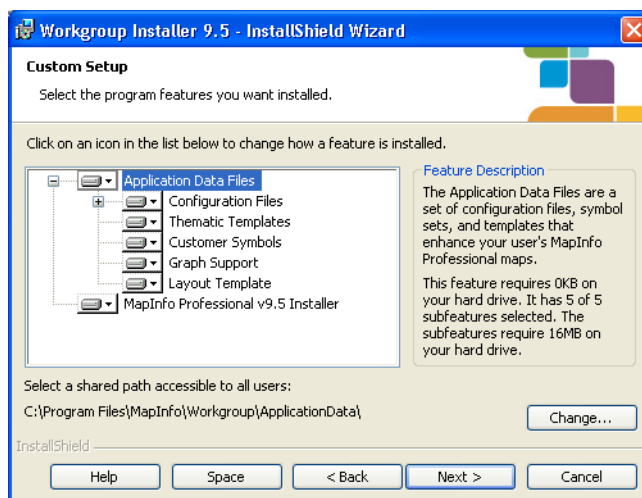 Workgroup Installer 9.5 - InstallShield Wizard
Custom Setup
Select the program features you want installed.
Click on an icon in the list below to change how a feature is installed.
Application Data Files
Configuration Files
Thematic Templates
Customer Symbols
Graph Support
Layout Template
MapInfo Professional v9.5 Installer
Feature Description
The Application Data Files are a
set of configuration files, symbol
sets, and templates that
enhance your user's MapInfo
Professional maps.
This feature requires 0KB on
your hard drive. It has 5 of 5
subfeatures selected. The
subfeatures require 16MB on
your hard drive.
Select a shared path accessible to all users:
C:\Program Files\MapInfo\Workgroup\ApplicationData\
Change...
InstallShield
Help
Space
< Back
Next >
Cancel